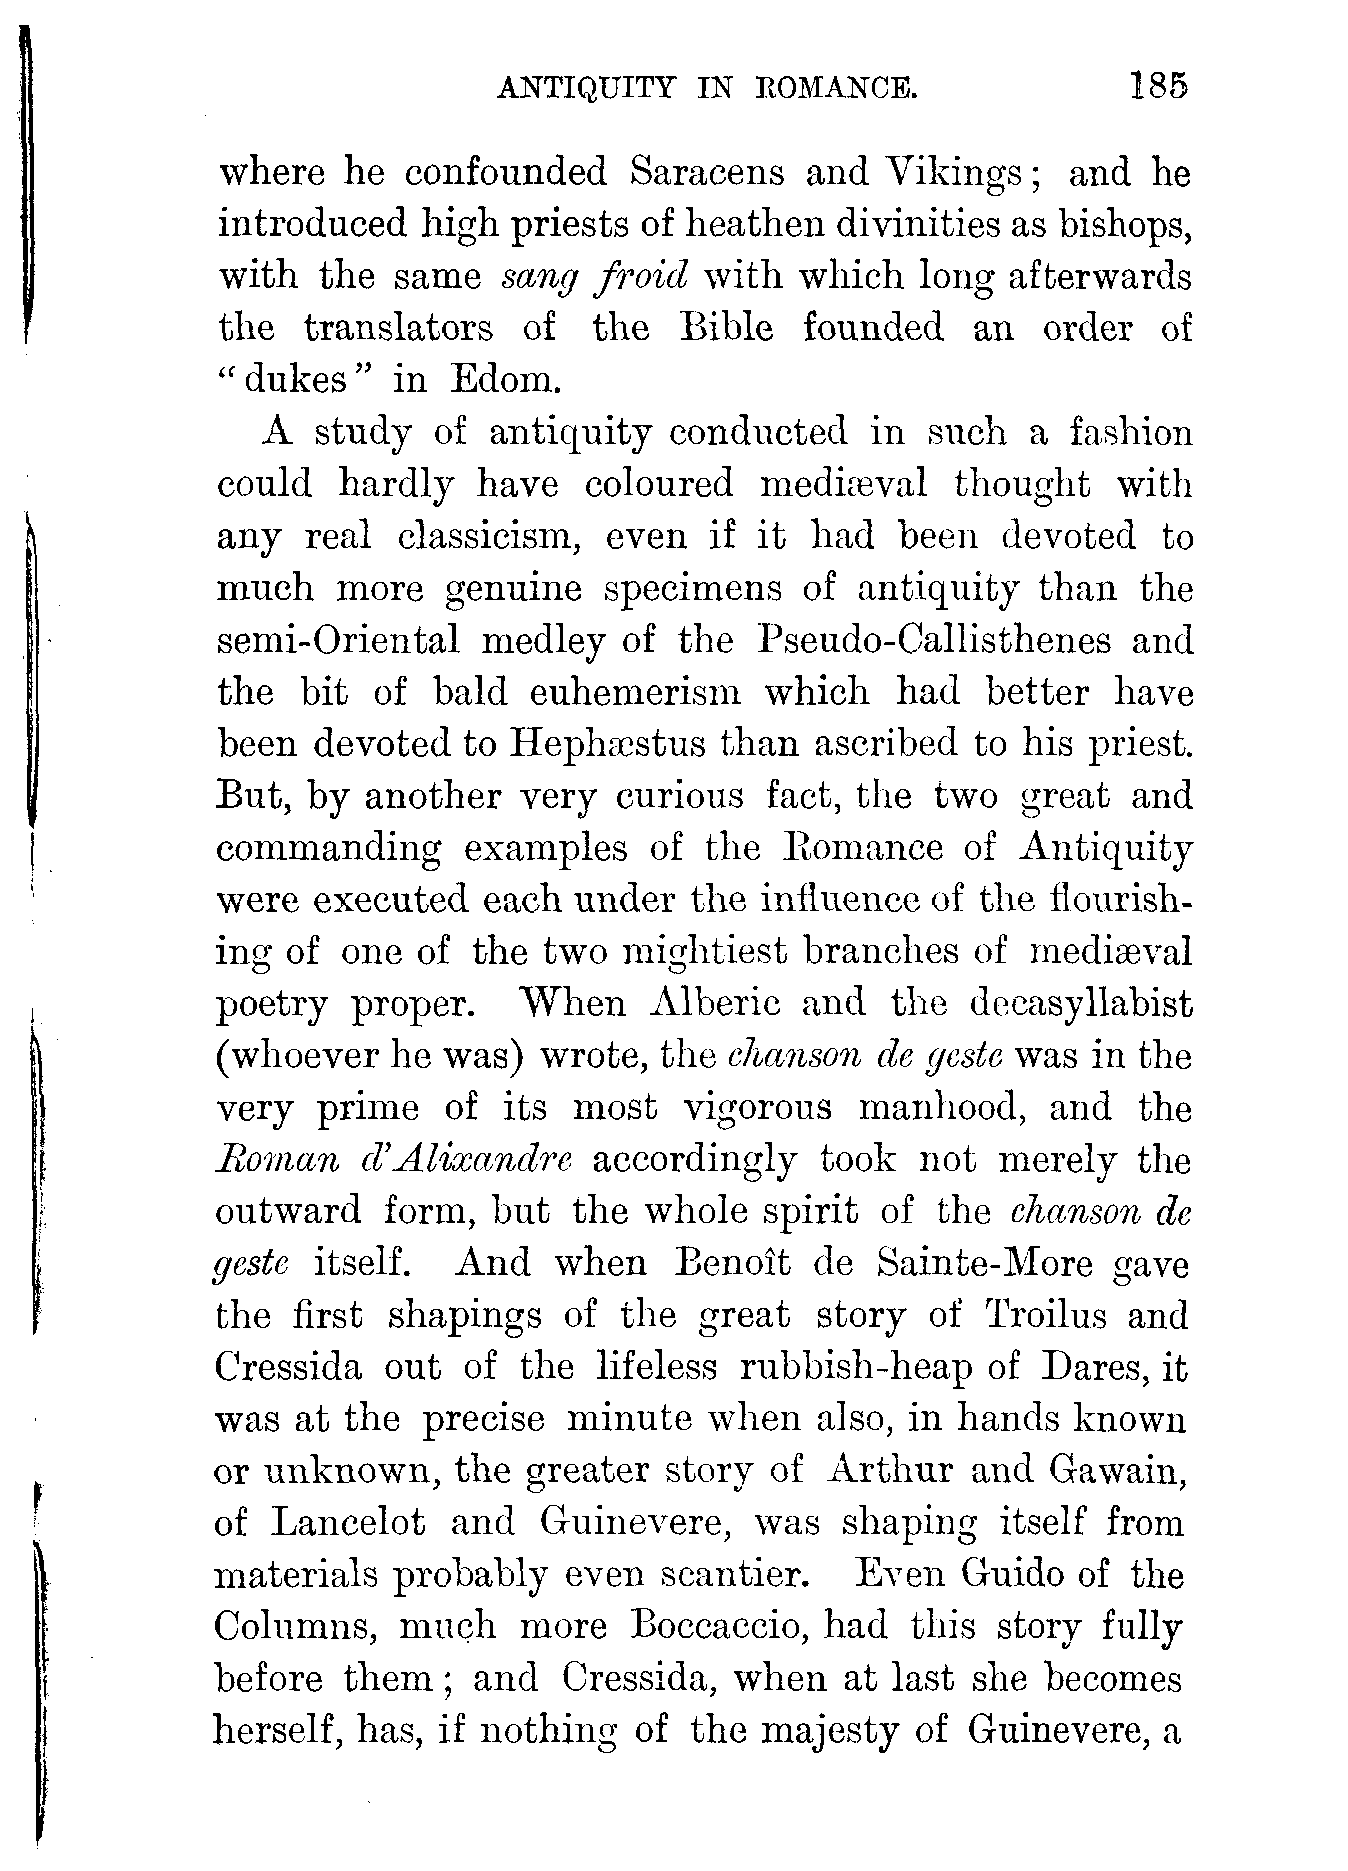 ANTIQUITY IN ROMANCE. 185
where he confounded Saracens and Vikings; and he
introduced high priests of heathen divinities as bishops,
with the same sang froid with which long afterwards
the translators of the Bible founded an order of
“dukes” in Edom.
A study of antiquity conducted in such a fashion
could hardly have coloured mediæval thought with
any real classicism, even if it had been devoted to
much more genuine specimens of antiquity than the
semi-Oriental medley of the Pseudo-Callisthenes and
the bit of bald euhemerism which had better have
been devoted to Hephæstus than ascribed to his priest.
But, by another very curious fact, the two great and
commanding examples of the Romance of Antiquity
were executed each under the influence of the flourish-
ing of one of the two mightiest branches of mediæval
poetry proper. When Alberic and the decasyllabist
(whoever he was) wrote, the chanson de geste was in the
very prime of its most vigorous manhood, and the
Roman d'Alixandre accordingly took not merely the
outward form, but the whole spirit of the chanson de
geste itself. And when Benoît de Sainte-More gave
the first shapings of the great story of Troilus and
Cressida out of the lifeless rubbish-heap of Dares, it
was at the precise minute when also, in hands known
or unknown, the greater story of Arthur and Gawain,
of Lancelot and Guinevere, was shaping itself from
materials probably even scantier. Even Guido of the
Columns, much more Boccaccio, had this story fully
before them; and Cressida, when at last she becomes
herself, has, if nothing of the majesty of Guinevere, a